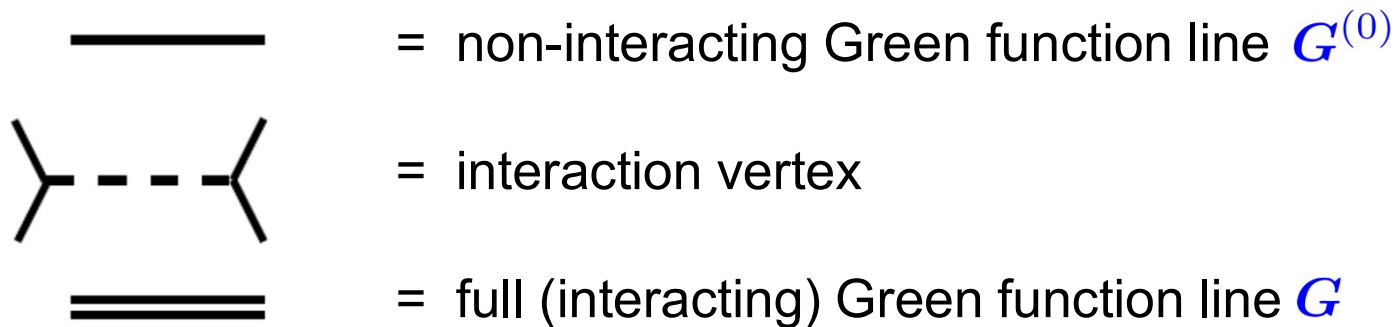 = non-interacting Green function line G^{(0)}
= interaction vertex
= full (interacting) Green function line G